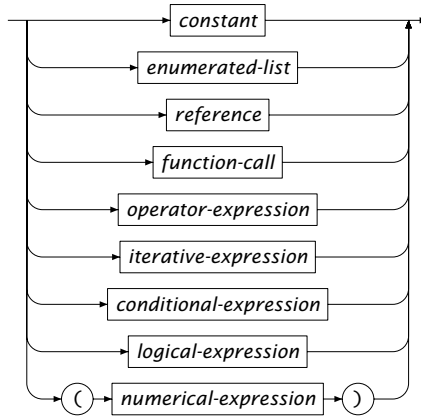 constant
enumerated-list
reference
function-call
operator-expression
iterative-expression
conditional-expression
logical-expression
( numerical-expression )